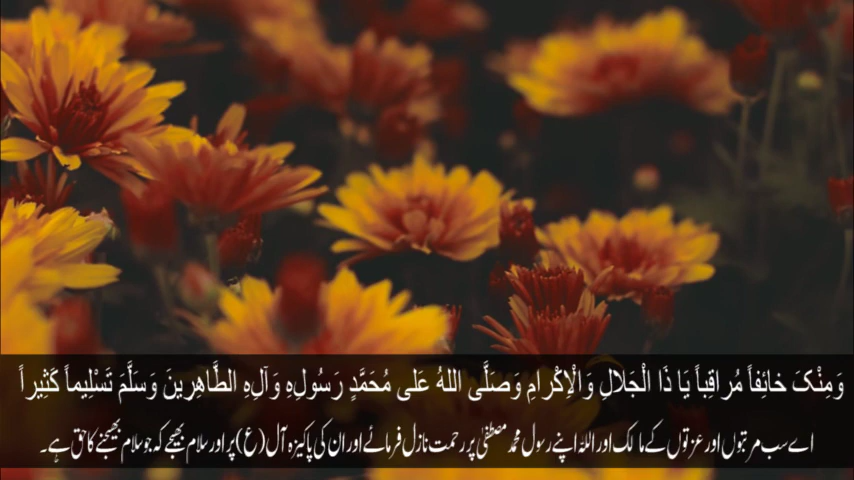 وَمِنْکَ خائِفاً مُراقِباً یَا ذَا الْجَلالِ وَالْاِکْرامِ وَصَلَّی اللهُ عَلی مُحَمَّدٍ رَسُولِهِ وَآلِهِ الطَّاهِرِینَ وَسَلَّمَ تَسْلِیماً کَثِیراً
اے سب مرتبوں اور عزتوں کے مالک اور اللہ اپنے رسول محمد مصطفیٰ پر رحمت نازل فرمائے اور ان کی پاکیزہ آل (ع) پر اور سلام بھیجے کہ جو سلام بھیجنے کا حق ہے۔